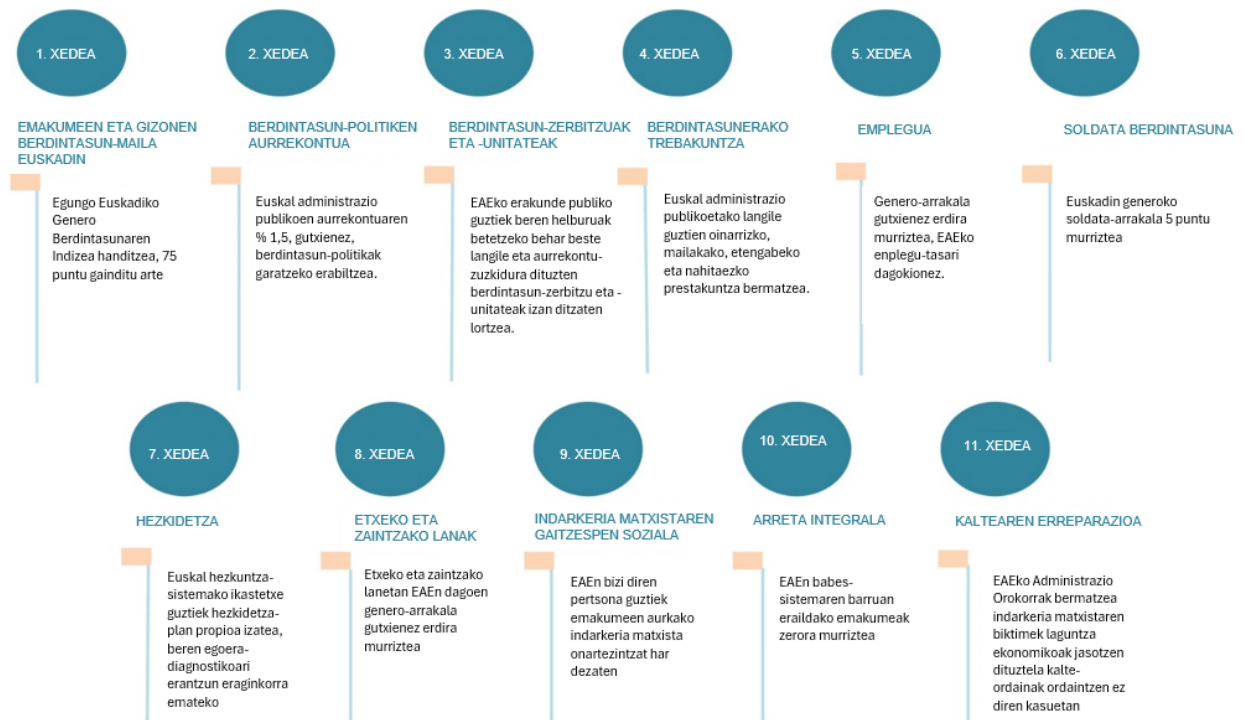 1. XEDEA
EMAKUMEEN ETA GIZONEN
BERDINTASUN-MAILA
EUSKADIN
Egungo Euskadiko
Genero
Berdintasunaren
Indizea handitzea, 75
puntu gainditu arte
2. XEDEA
BERDINTASUN-POLITIKEN
AURREKONTUA
Euskal administrazio
publikoen aurrekontuaren
% 1,5, gutxienez,
berdintasun-politikak
garatzeko erabiltzea.
3. XEDEA
BERDINTASUN-ZERBITZUAK
ETA -UNITATEAK
EAEko erakunde publiko
guztiek beren helburuak
betetzeko behar beste
langile eta aurrekontu-
zuzkidura dituzten
berdintasun-zerbitzu eta -
unitateak izan ditzaten
lortzea.
4. XEDEA
BERDINTASUNERAKO
TREBAKUNTZA
Euskal administrazio
publikoetako langile
guztien oinarrizko,
mailakako, etengabeko
eta nahitaezko
prestakuntza bermatzea.
5. XEDEA
EMPLEGUA
Genero-arrakala
gutxienez erdira
murriztea, EAEko
enplegu-tasari
dagokionez.
6. XEDEA
SOLDATA BERDINTASUNA
Euskadin generoko
soldata-arrakala 5 puntu
murriztea
7. XEDEA
HEZKIDETZA
Euskal hezkuntza-
sistemako ikastetxe
guztiek hezkidetza-
plan propioa izatea,
beren egoera-
diagnostikoari
erantzun eraginkorra
emateko
8. XEDEA
ETXEKO ETA
ZAINTZAKO LANAK
Etxeko eta zaintzako
lanetan EAEn dagoen
genero-arrakala
gutxienez erdira
murriztea
9. XEDEA
INDARKERIA MATXISTAREN
GAITZESPEN SOZIALA
EAEn bizi diren
pertsona guztiek
emakumeen aurkako
indarkeria matxista
onartezintzat har
dezaten
10. XEDEA
ARRETA INTEGRALA
EAEn babes-
sistemaren barruan
eraildako emakumeak
zerora murriztea
11. XEDEA
KALTEAREN ERREPARAZIOA
EAEko Administrazio
Orokorrak bermatzea
indarkeria matxistaren
biktimek laguntza
ekonomikoak jasotzen
dituztela kalte-
ordainak ordaintzen ez
diren kasuetan